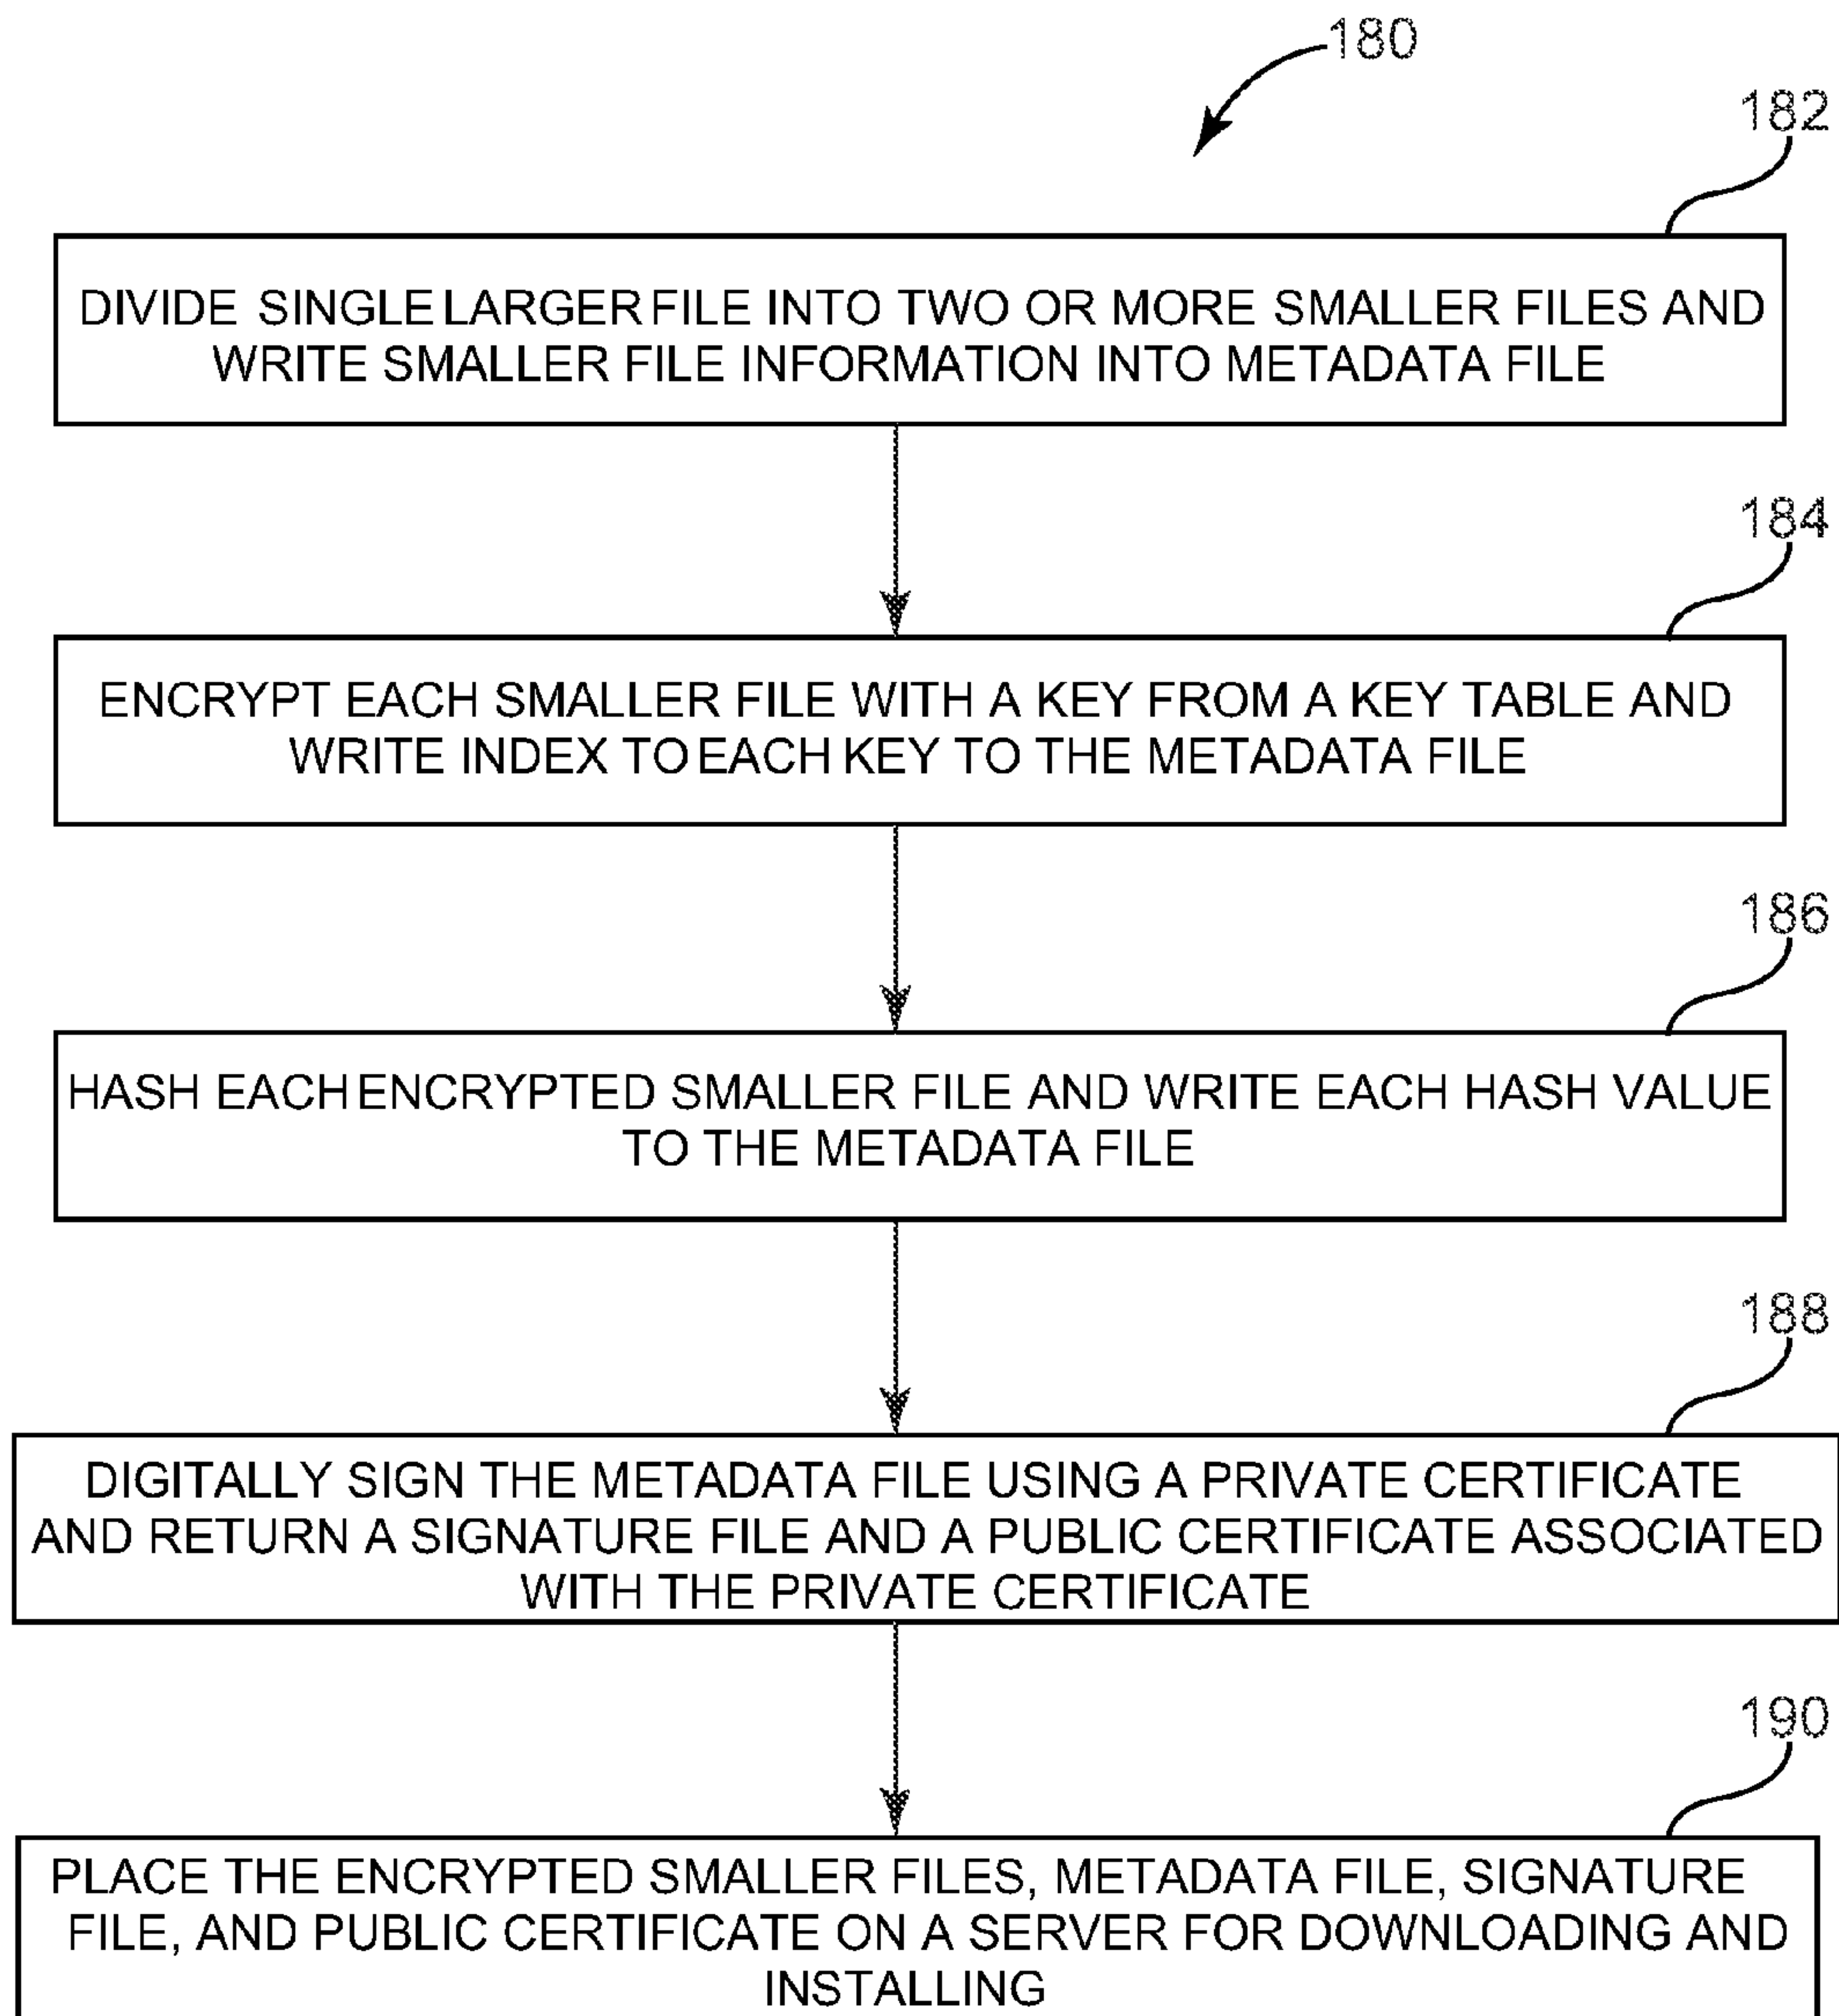 180
182
DIVIDE SINGLE LARGER FILE INTO TWO OR MORE SMALLER FILES AND
WRITE SMALLER FILE INFORMATION INTO METADATA FILE
184
ENCRYPT EACH SMALLER FILE WITH A KEY FROM A KEY TABLE AND
WRITE INDEX TO EACH KEY TO THE METADATA FILE
186
HASH EACH ENCRYPTED SMALLER FILE AND WRITE EACH HASH VALUE
TO THE METADATA FILE
188
DIGITALLY SIGN THE METADATA FILE USING A PRIVATE CERTIFICATE
AND RETURN A SIGNATURE FILE AND A PUBLIC CERTIFICATE ASSOCIATED
WITH THE PRIVATE CERTIFICATE
190
PLACE THE ENCRYPTED SMALLER FILES, METADATA FILE, SIGNATURE
FILE, AND PUBLIC CERTIFICATE ON A SERVER FOR DOWNLOADING AND
INSTALLING